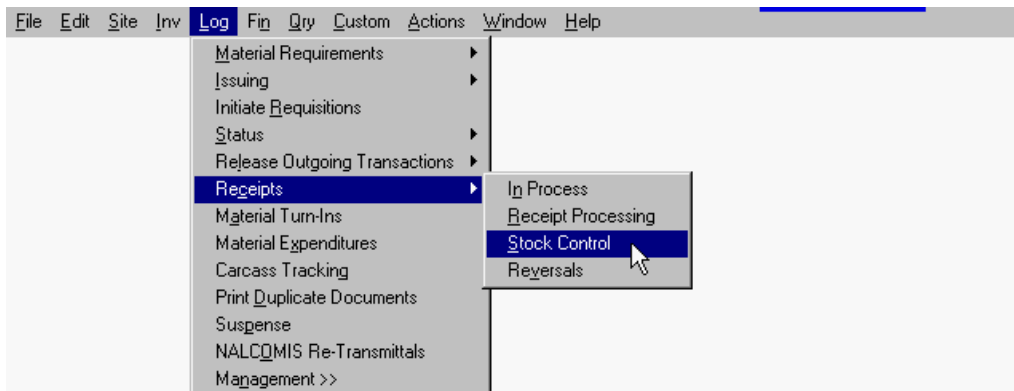 File Edit Site Inv Log Fin Qry Custom Actions Window Help
Material Requirements
Issuing
Initiate Requisitions
Status
Release Outgoing Transactions
Receipts
Material Turn-Ins
Material Expenditures
Carcass Tracking
Print Duplicate Documents
Suspense
NALCOMIS Re-Transmittals
Management >>
In Process
Receipt Processing
Stock Control
Reversals